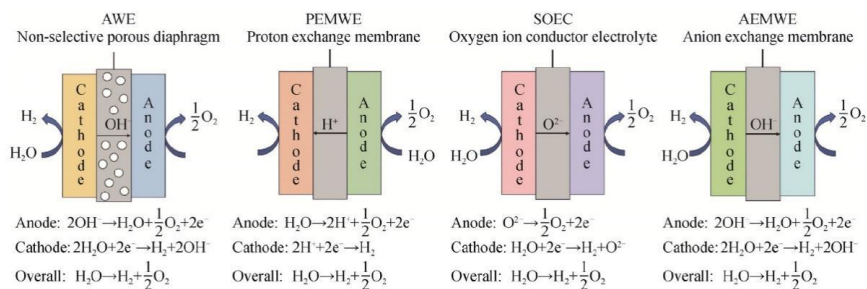 AWE
Non-selective porous diaphragm
Cathode
Anode
OH⁻
H₂
H₂O
½O₂
Anode: 2OH⁻→H₂O+½O₂+2e⁻
Cathode:2H₂O+2e⁻→H₂+2OH⁻
Overall: H₂O→H₂+½O₂
PEMWE
Proton exchange membrane
Cathode
Anode
H⁺
H₂
½O₂
H₂O
Anode: H₂O→2H⁺+½O₂+2e⁻
Cathode: 2H⁺+2e⁻→H₂
Overall: H₂O→H₂+½O₂
SOEC
Oxygen ion conductor electrolyte
Cathode
Anode
O²⁻
H₂
H₂O
½O₂
Anode: O²⁻→½O₂+2e⁻
Cathode: H₂O+2e⁻→H₂+O²⁻
Overall: H₂O→H₂+½O₂
AEMWE
Anion exchange membrane
Cathode
Anode
OH⁻
H₂
H₂O
½O₂
Anode: 2OH⁻→H₂O+½O₂+2e⁻
Cathode: 2H₂O+2e⁻→H₂+2OH⁻
Overall: H₂O→H₂+½O₂